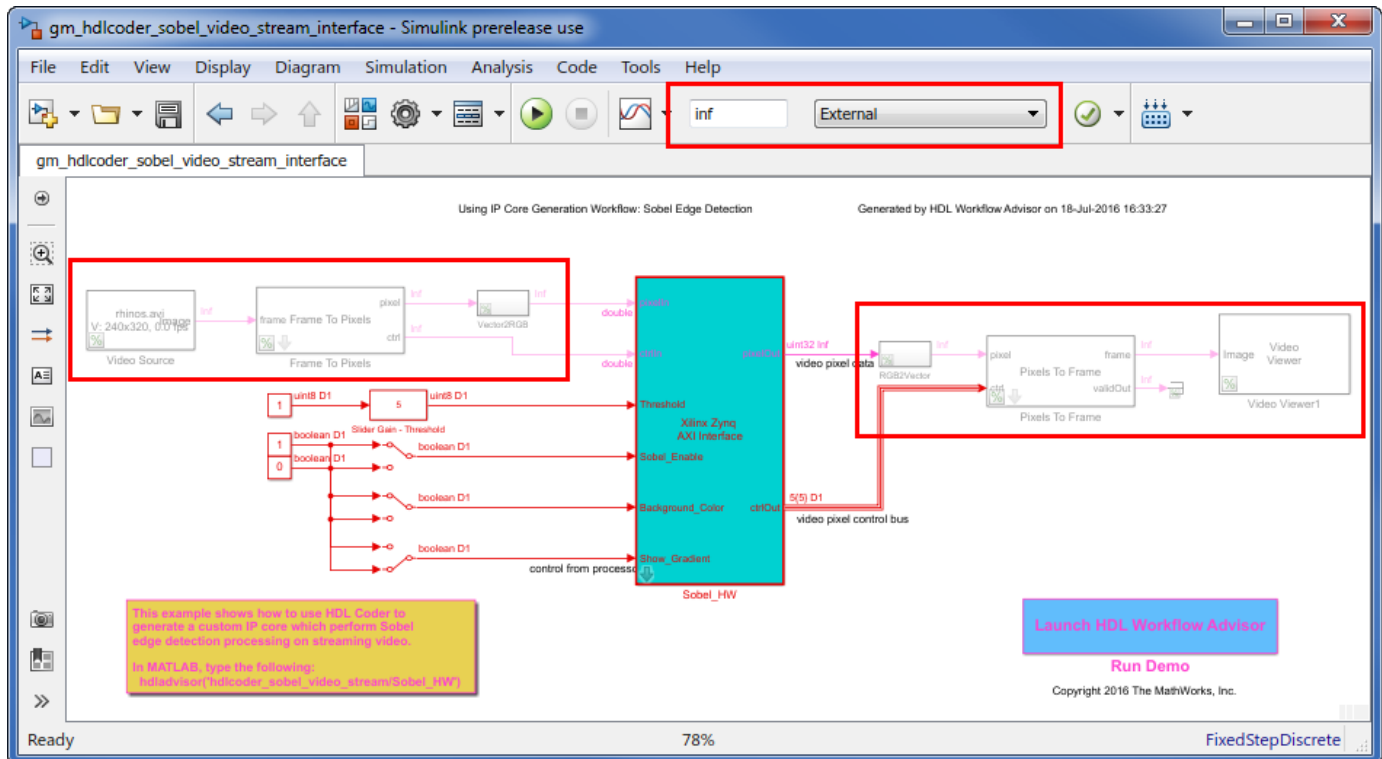 gm_hdlcoder_sobel_video_stream_interface - Simulink prerelease use
File Edit View Display Diagram Simulation Analysis Code Tools Help
inf External
gm_hdlcoder_sobel_video_stream_interface
Using IP Core Generation Workflow: Sobel Edge Detection
Generated by HDL Workflow Advisor on 18-Jul-2016 16:33:27
rhinos.avi
V: 240x320, 0.0 fps
Image
Video Source
Inf
frame Frame To Pixels
pixel
ctrl
Frame To Pixels
Inf
Inf
Vector2RGB
Inf
double
double
pixelIn
ctrlIn
pixelOut
Threshold
Xilinx Zynq
AXI Interface
Sobel_Enable
Background_Color
ctrlOut
Show_Gradient
Sobel_HW
1
uint8 D1
5
uint8 D1
Slider Gain - Threshold
1
boolean D1
0
boolean D1
boolean D1
boolean D1
boolean D1
control from processo
uint32 Inf
video pixel data
RGB2Vector
Inf
5{5} D1
video pixel control bus
pixel
ctrl
Pixels To Frame
frame
validOut
Pixels To Frame
Inf
Inf
Image
Video
Viewer
Video Viewer1
This example shows how to use HDL Coder to
generate a custom IP core which perform Sobel
edge detection processing on streaming video.
In MATLAB, type the following:
hdladvisor('hdlcoder_sobel_video_stream/Sobel_HW')
Launch HDL Workflow Advisor
Run Demo
Copyright 2016 The MathWorks, Inc.
Ready
78%
FixedStepDiscrete